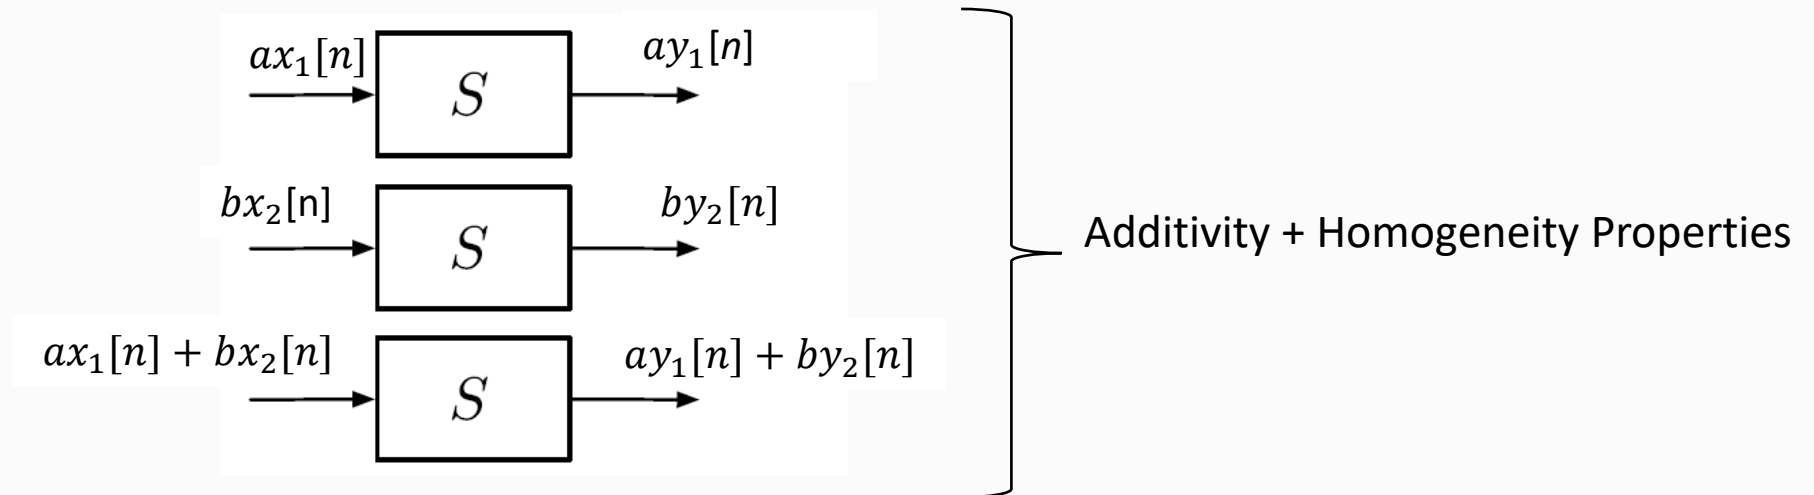 ax₁[n] S ay₁[n]
bx₂[n] S by₂[n]
Additivity + Homogeneity Properties
ax₁[n] + bx₂[n] S ay₁[n] + by₂[n]